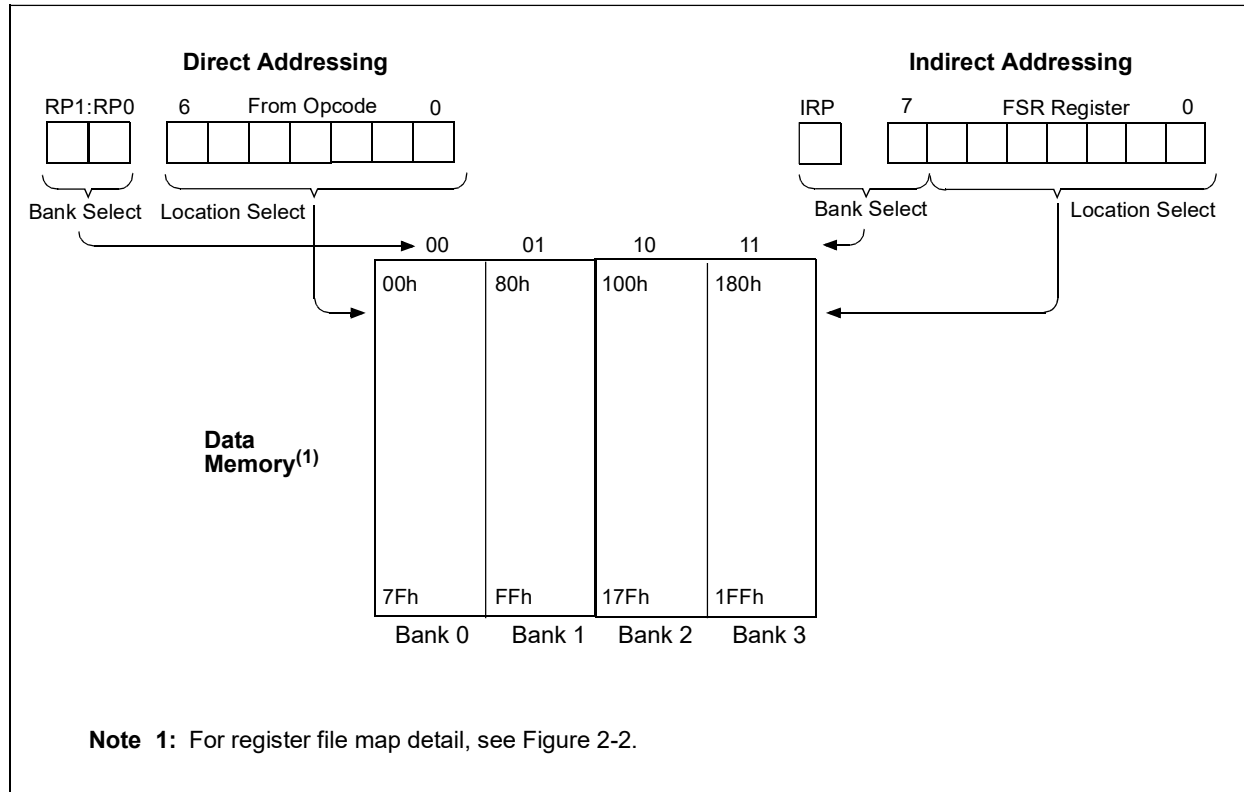 Direct Addressing Indirect Addressing
RP1:RP0 6 From Opcode 0 IRP 7 FSR Register 0
Bank Select Location Select Bank Select Location Select
00 01 10 11
00h 80h 100h 180h
Data
Memory(1)
7Fh FFh 17Fh 1FFh
Bank 0 Bank 1 Bank 2 Bank 3
Note 1: For register file map detail, see Figure 2-2.